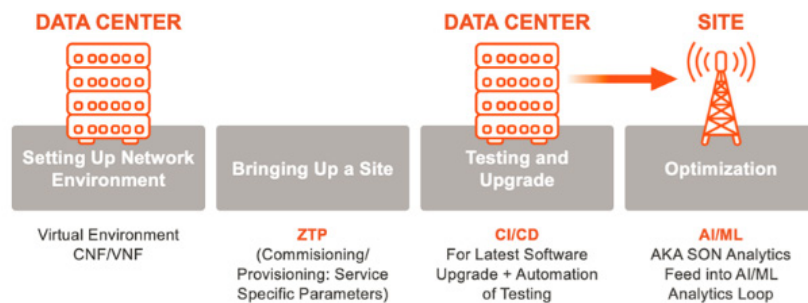 DATA CENTER
DATA CENTER
SITE
Setting Up Network
Environment
Bringing Up a Site
Testing and
Upgrade
Optimization
Virtual Environment
CNF/VNF
ZTP
(Commisioning/
Provisioning: Service
Specific Parameters)
CI/CD
For Latest Software
Upgrade + Automation
of Testing
AI/ML
AKA SON Analytics
Feed into AI/ML
Analytics Loop